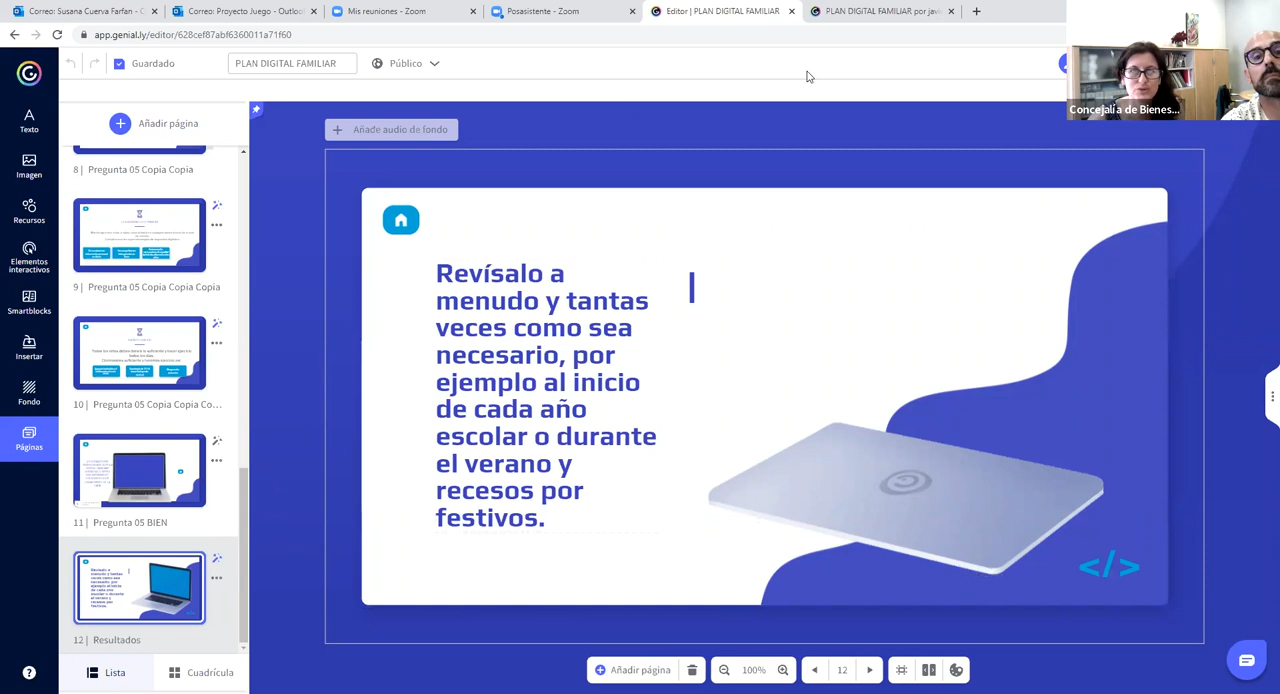 Correo: Susana Cuerva Farfan - C
Correo: Proyecto Juego - Outlook
Mis reuniones - Zoom
Posasistente - Zoom
Editor | PLAN DIGITAL FAMILIAR
PLAN DIGITAL FAMILIAR por javi
app.genial.ly/editor/628cef87abf6360011a71f60
Guardado
PLAN DIGITAL FAMILIAR
Público
Concejalía de Bienes...
Texto
Imagen
Recursos
Elementos
interactivos
Smartblocks
Insertar
Fondo
Páginas
Añadir página
8 | Pregunta 05 Copia Copia
9 | Pregunta 05 Copia Copia Copia
10 | Pregunta 05 Copia Copia Co...
11 | Pregunta 05 BIEN
12 | Resultados
Lista
Cuadrícula
Añade audio de fondo
Revísalo a
menudo y tantas
veces como sea
necesario, por
ejemplo al inicio
de cada año
escolar o durante
el verano y
recesos por
festivos.
</>
Añadir página
100%
12